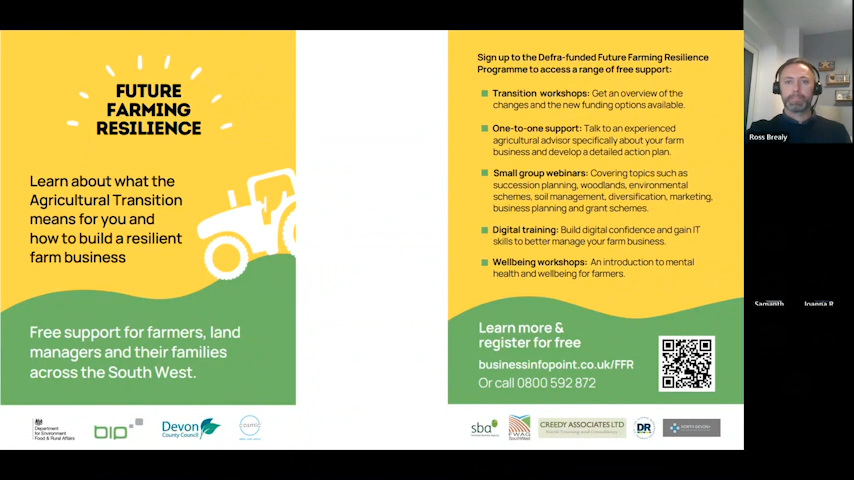 FUTURE
FARMING
RESILIENCE
Learn about what the
Agricultural Transition
means for you and
how to build a resilient
farm business
Free support for farmers, land
managers and their families
across the South West.
Department
for Environment
Food & Rural Affairs
bip
Devon
County Council
cosmic
Sign up to the Defra-funded Future Farming Resilience
Programme to access a range of free support:
Transition workshops: Get an overview of the
changes and the new funding options available.
One-to-one support: Talk to an experienced
agricultural advisor specifically about your farm
business and develop a detailed action plan.
Small group webinars: Covering topics such as
succession planning, woodlands, environmental
schemes, soil management, diversification, marketing,
business planning and grant schemes.
Digital training: Build digital confidence and gain IT
skills to better manage your farm business.
Wellbeing workshops: An introduction to mental
health and wellbeing for farmers.
Learn more &
register for free
businessinfopoint.co.uk/FFR
Or call 0800 592 872
sba
FWAG
SouthWest
CREEDY ASSOCIATES LTD
DR
NORTH DEVON+
Ross Brealy